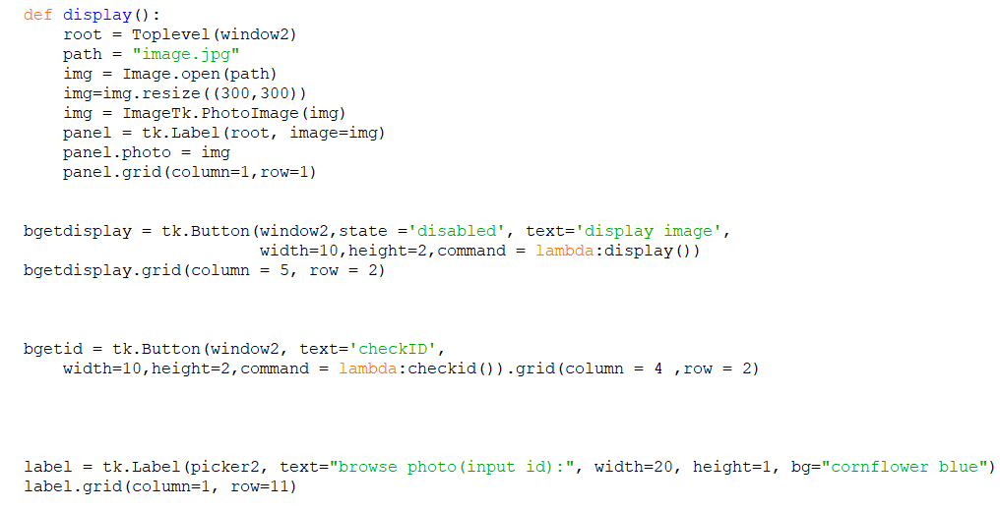 def display():
    root = Toplevel(window2)
    path = "image.jpg"
    img = Image.open(path)
    img=img.resize((300,300))
    img = ImageTk.PhotoImage(img)
    panel = tk.Label(root, image=img)
    panel.photo = img
    panel.grid(column=1,row=1)
bgetdisplay = tk.Button(window2,state ='disabled', text='display image',
                        width=10,height=2,command = lambda:display())
bgetdisplay.grid(column = 5, row = 2)
bgetid = tk.Button(window2, text='checkID',
    width=10,height=2,command = lambda:checkid()).grid(column = 4 ,row = 2)
label = tk.Label(picker2, text="browse photo(input id):", width=20, height=1, bg="cornflower blue")
label.grid(column=1, row=11)